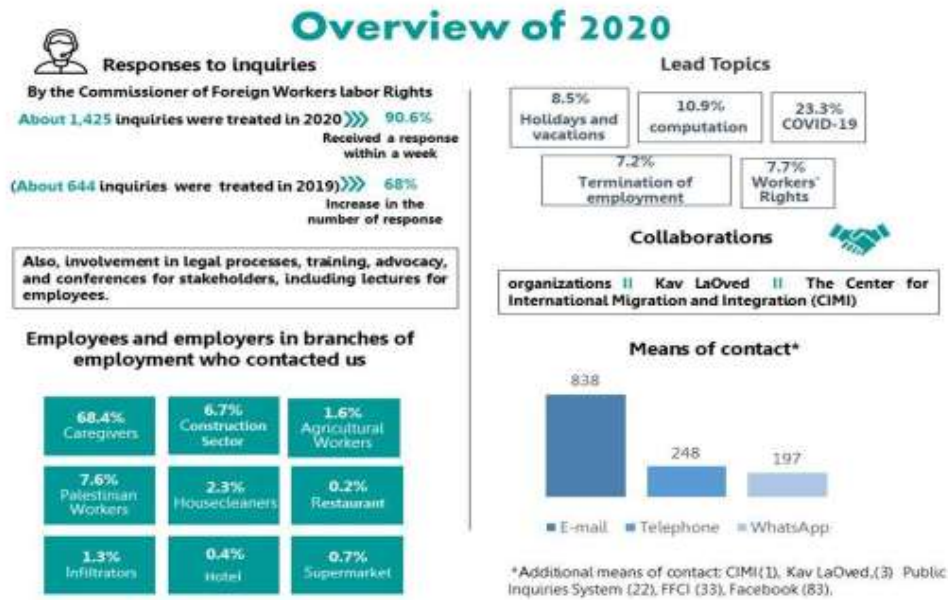 Overview of 2020
Responses to inquiries
By the Commissioner of Foreign Workers labor Rights
About 1,425 inquiries were treated in 2020 》》》 90.6%
Received a response
within a week
(About 644 inquiries were treated in 2019) 》》》 68%
Increase in the
number of response
Also, involvement in legal processes, training, advocacy,
and conferences for stakeholders, including lectures for
employees.
Employees and employers in branches of
employment who contacted us
68.4%
Caregivers
6.7%
Construction
Sector
1.6%
Agricultural
Workers
7.6%
Palestinian
Workers
2.3%
Housecleaners
0.2%
Restaurant
1.3%
Infiltrators
0.4%
Hotel
0.7%
Supermarket
Lead Topics
8.5%
Holidays and
vacations
10.9%
computation
23.3%
COVID-19
7.2%
Termination of
employment
7.7%
Workers'
Rights
Collaborations
organizations II Kav LaOved II The Center for
International Migration and Integration (CIMI)
Means of contact*
838
248
197
E-mail Telephone WhatsApp
*Additional means of contact: CIMI(1), Kav LaOved,(3) Public
Inquiries System (22), FFCI (33), Facebook (83).